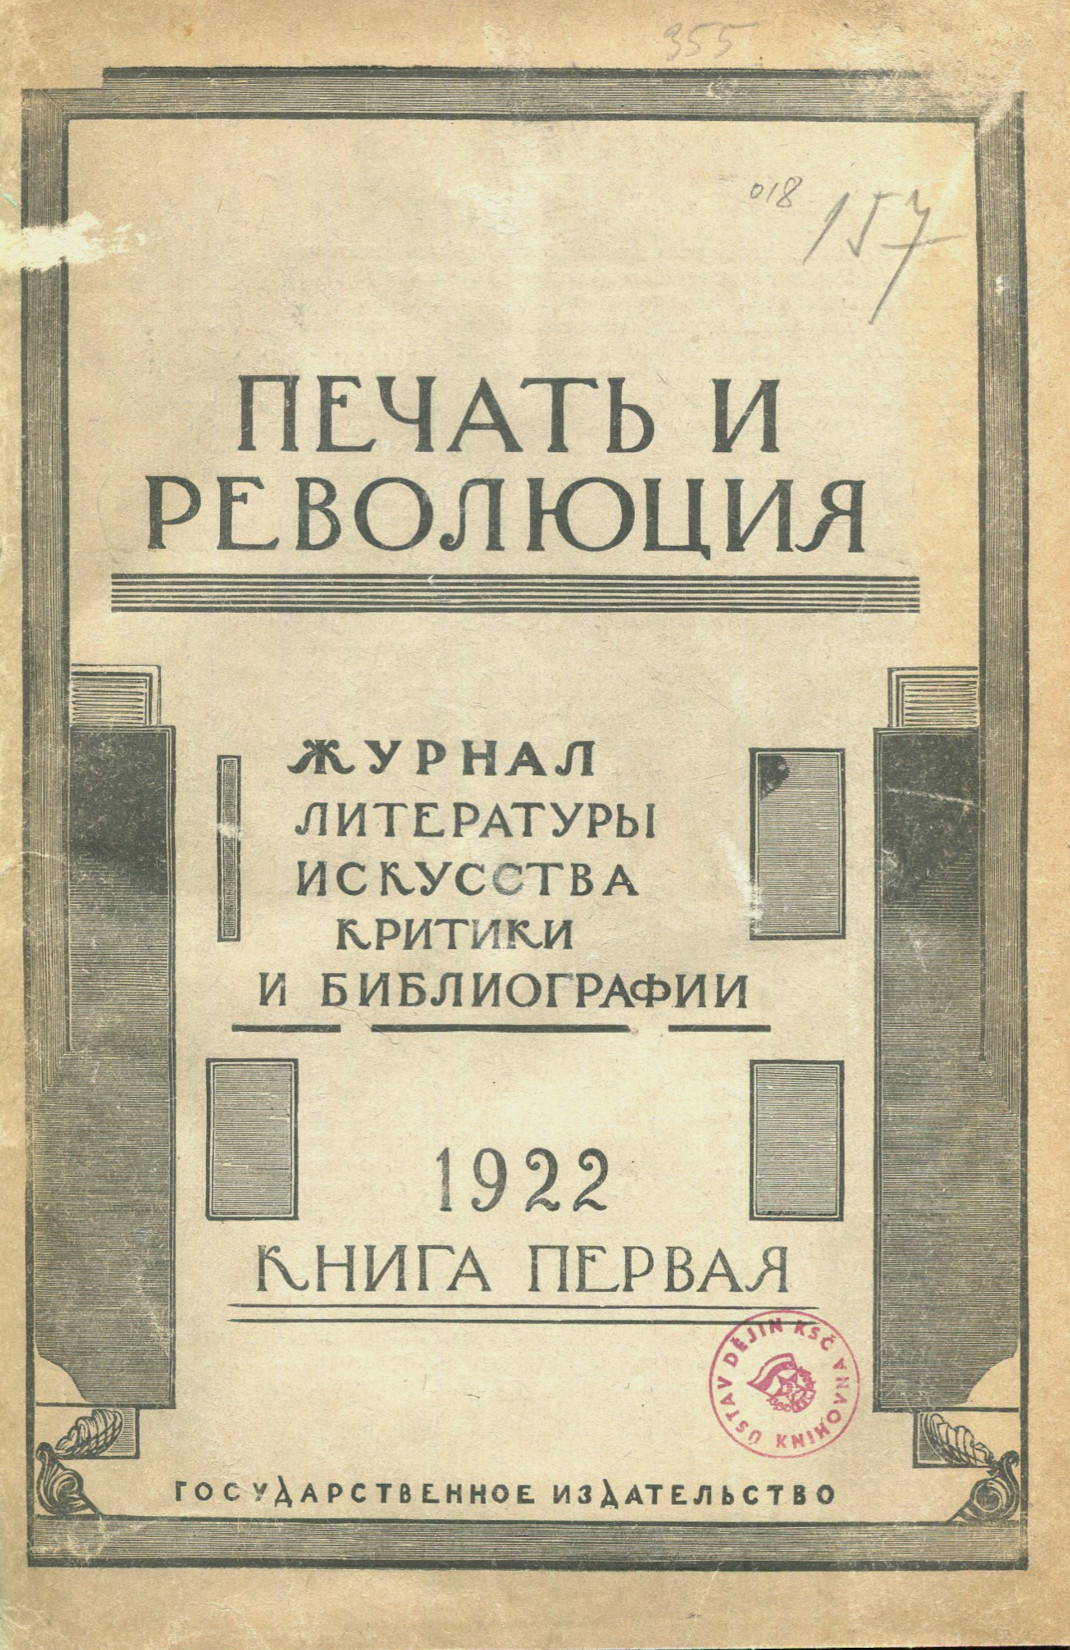 355
018
157
ПЕЧАТЬ И
РЕВОЛЮЦИЯ
ЖУРНАЛ
ЛИТЕРАТУРЫ
ИСКУССТВА
КРИТИКИ
И БИБЛИОГРАФИИ
1922
КНИГА ПЕРВАЯ
ÚSTAV DĚJIN KSČ
KNIHOVNA
ГОСУДАРСТВЕННОЕ ИЗДАТЕЛЬСТВО